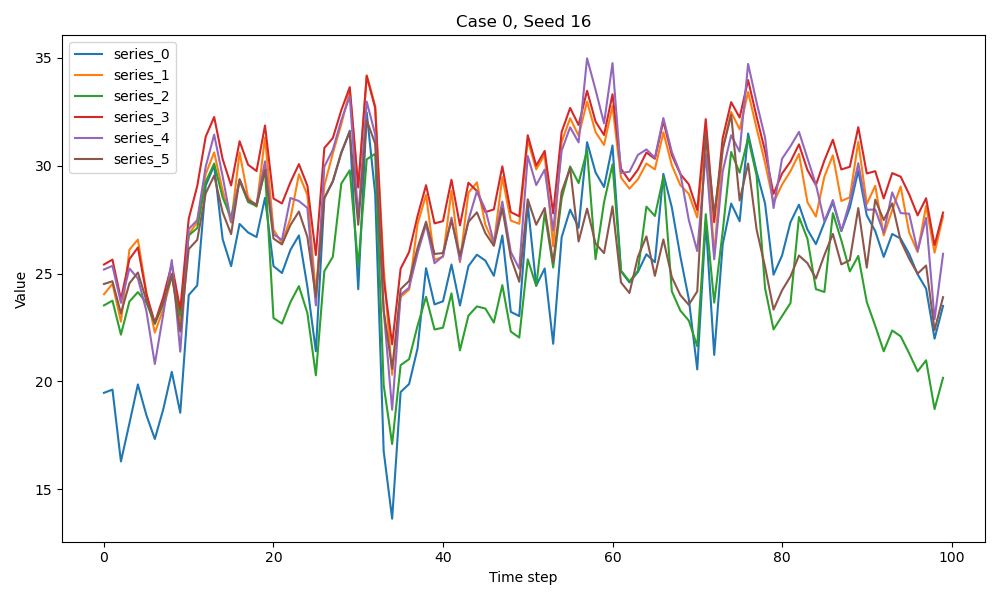 Case 0, Seed 16
Value
35
30
25
20
15
series_0
series_1
series_2
series_3
series_4
series_5
0
20
40
60
80
100
Time step